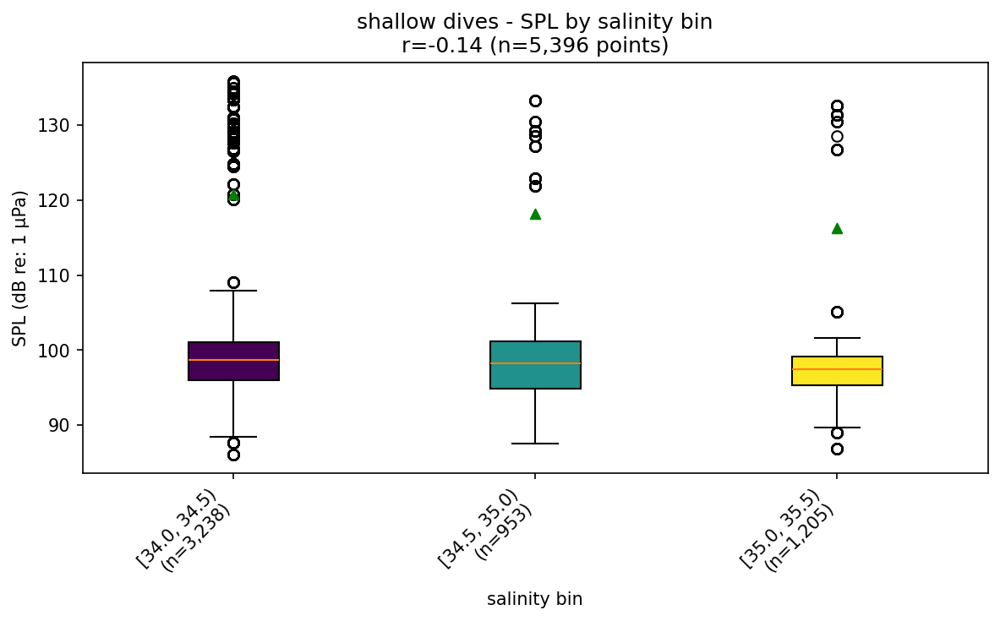 shallow dives - SPL by salinity bin
r=-0.14 (n=5,396 points)
SPL (dB re: 1 μPa)
130
120
110
100
90
[34.0, 34.5)
(n=3,238)
[34.5, 35.0)
(n=953)
[35.0, 35.5)
(n=1,205)
salinity bin